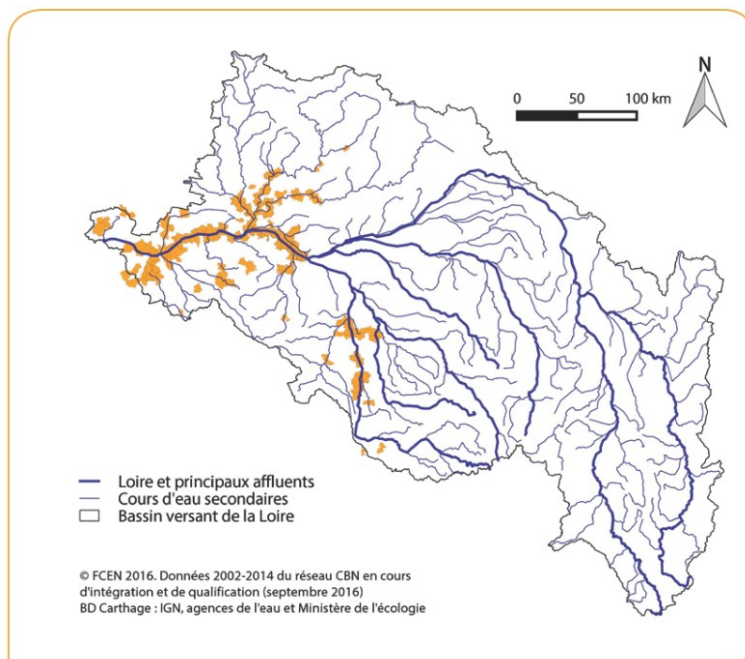 N
0 50 100 km
Loire et principaux affluents
Cours d'eau secondaires
Bassin versant de la Loire
© FCEN 2016. Données 2002-2014 du réseau CBN en cours
d'intégration et de qualification (septembre 2016)
BD Carthage : IGN, agences de l'eau et Ministère de l'écologie